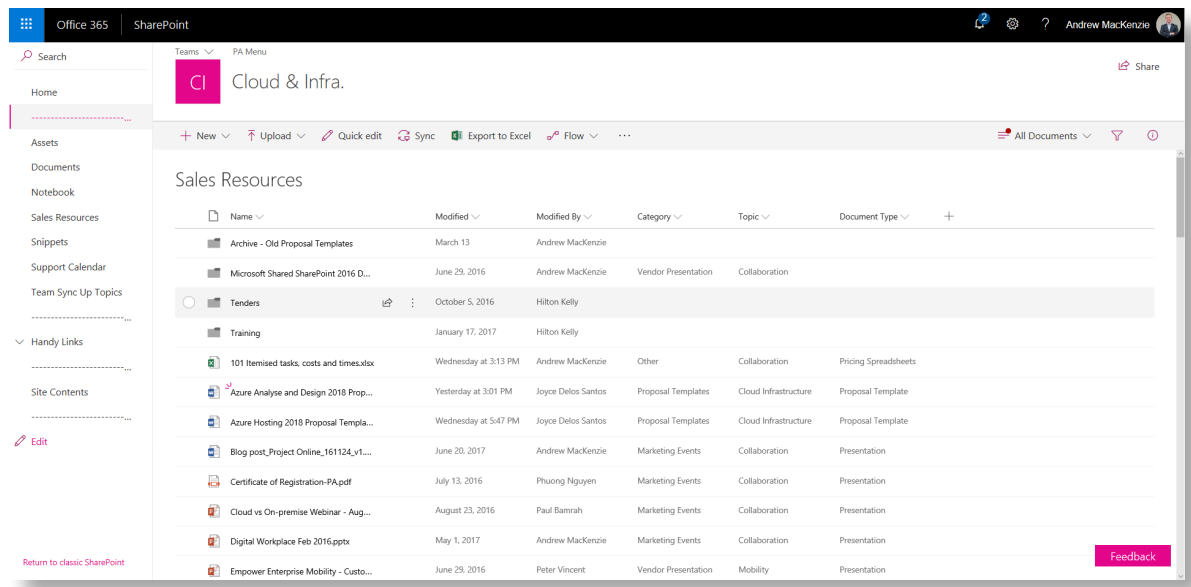 Office 365 SharePoint 2 ? Andrew MacKenzie
Search
Home
-----------------------...
Assets
Documents
Notebook
Sales Resources
Snippets
Support Calendar
Team Sync Up Topics
-----------------------...
Handy Links
-----------------------...
Site Contents
-----------------------...
Edit
Return to classic SharePoint
Teams PA Menu
CI Cloud & Infra.
Share
New Upload Quick edit Sync Export to Excel Flow ... All Documents
Sales Resources
Name Modified Modified By Category Topic Document Type
Archive - Old Proposal Templates March 13 Andrew MacKenzie
Microsoft Shared SharePoint 2016 D... June 29, 2016 Andrew MacKenzie Vendor Presentation Collaboration
Tenders October 5, 2016 Hilton Kelly
Training January 17, 2017 Hilton Kelly
101 Itemised tasks, costs and times.xlsx Wednesday at 3:13 PM Andrew MacKenzie Other Collaboration Pricing Spreadsheets
Azure Analyse and Design 2018 Prop... Yesterday at 3:01 PM Joyce Delos Santos Proposal Templates Cloud Infrastructure Proposal Template
Azure Hosting 2018 Proposal Templa... Wednesday at 5:47 PM Joyce Delos Santos Proposal Templates Cloud Infrastructure Proposal Template
Blog post_Project Online_161124_v1.... June 20, 2017 Andrew MacKenzie Marketing Events Collaboration Presentation
Certificate of Registration-PA.pdf July 13, 2016 Phuong Nguyen Marketing Events Collaboration Presentation
Cloud vs On-premise Webinar - Aug... August 23, 2016 Paul Bamrah Marketing Events Collaboration Presentation
Digital Workplace Feb 2016.pptx May 1, 2017 Andrew MacKenzie Marketing Events Collaboration Presentation
Empower Enterprise Mobility - Custo... June 29, 2016 Peter Vincent Vendor Presentation Mobility Presentation
Feedback